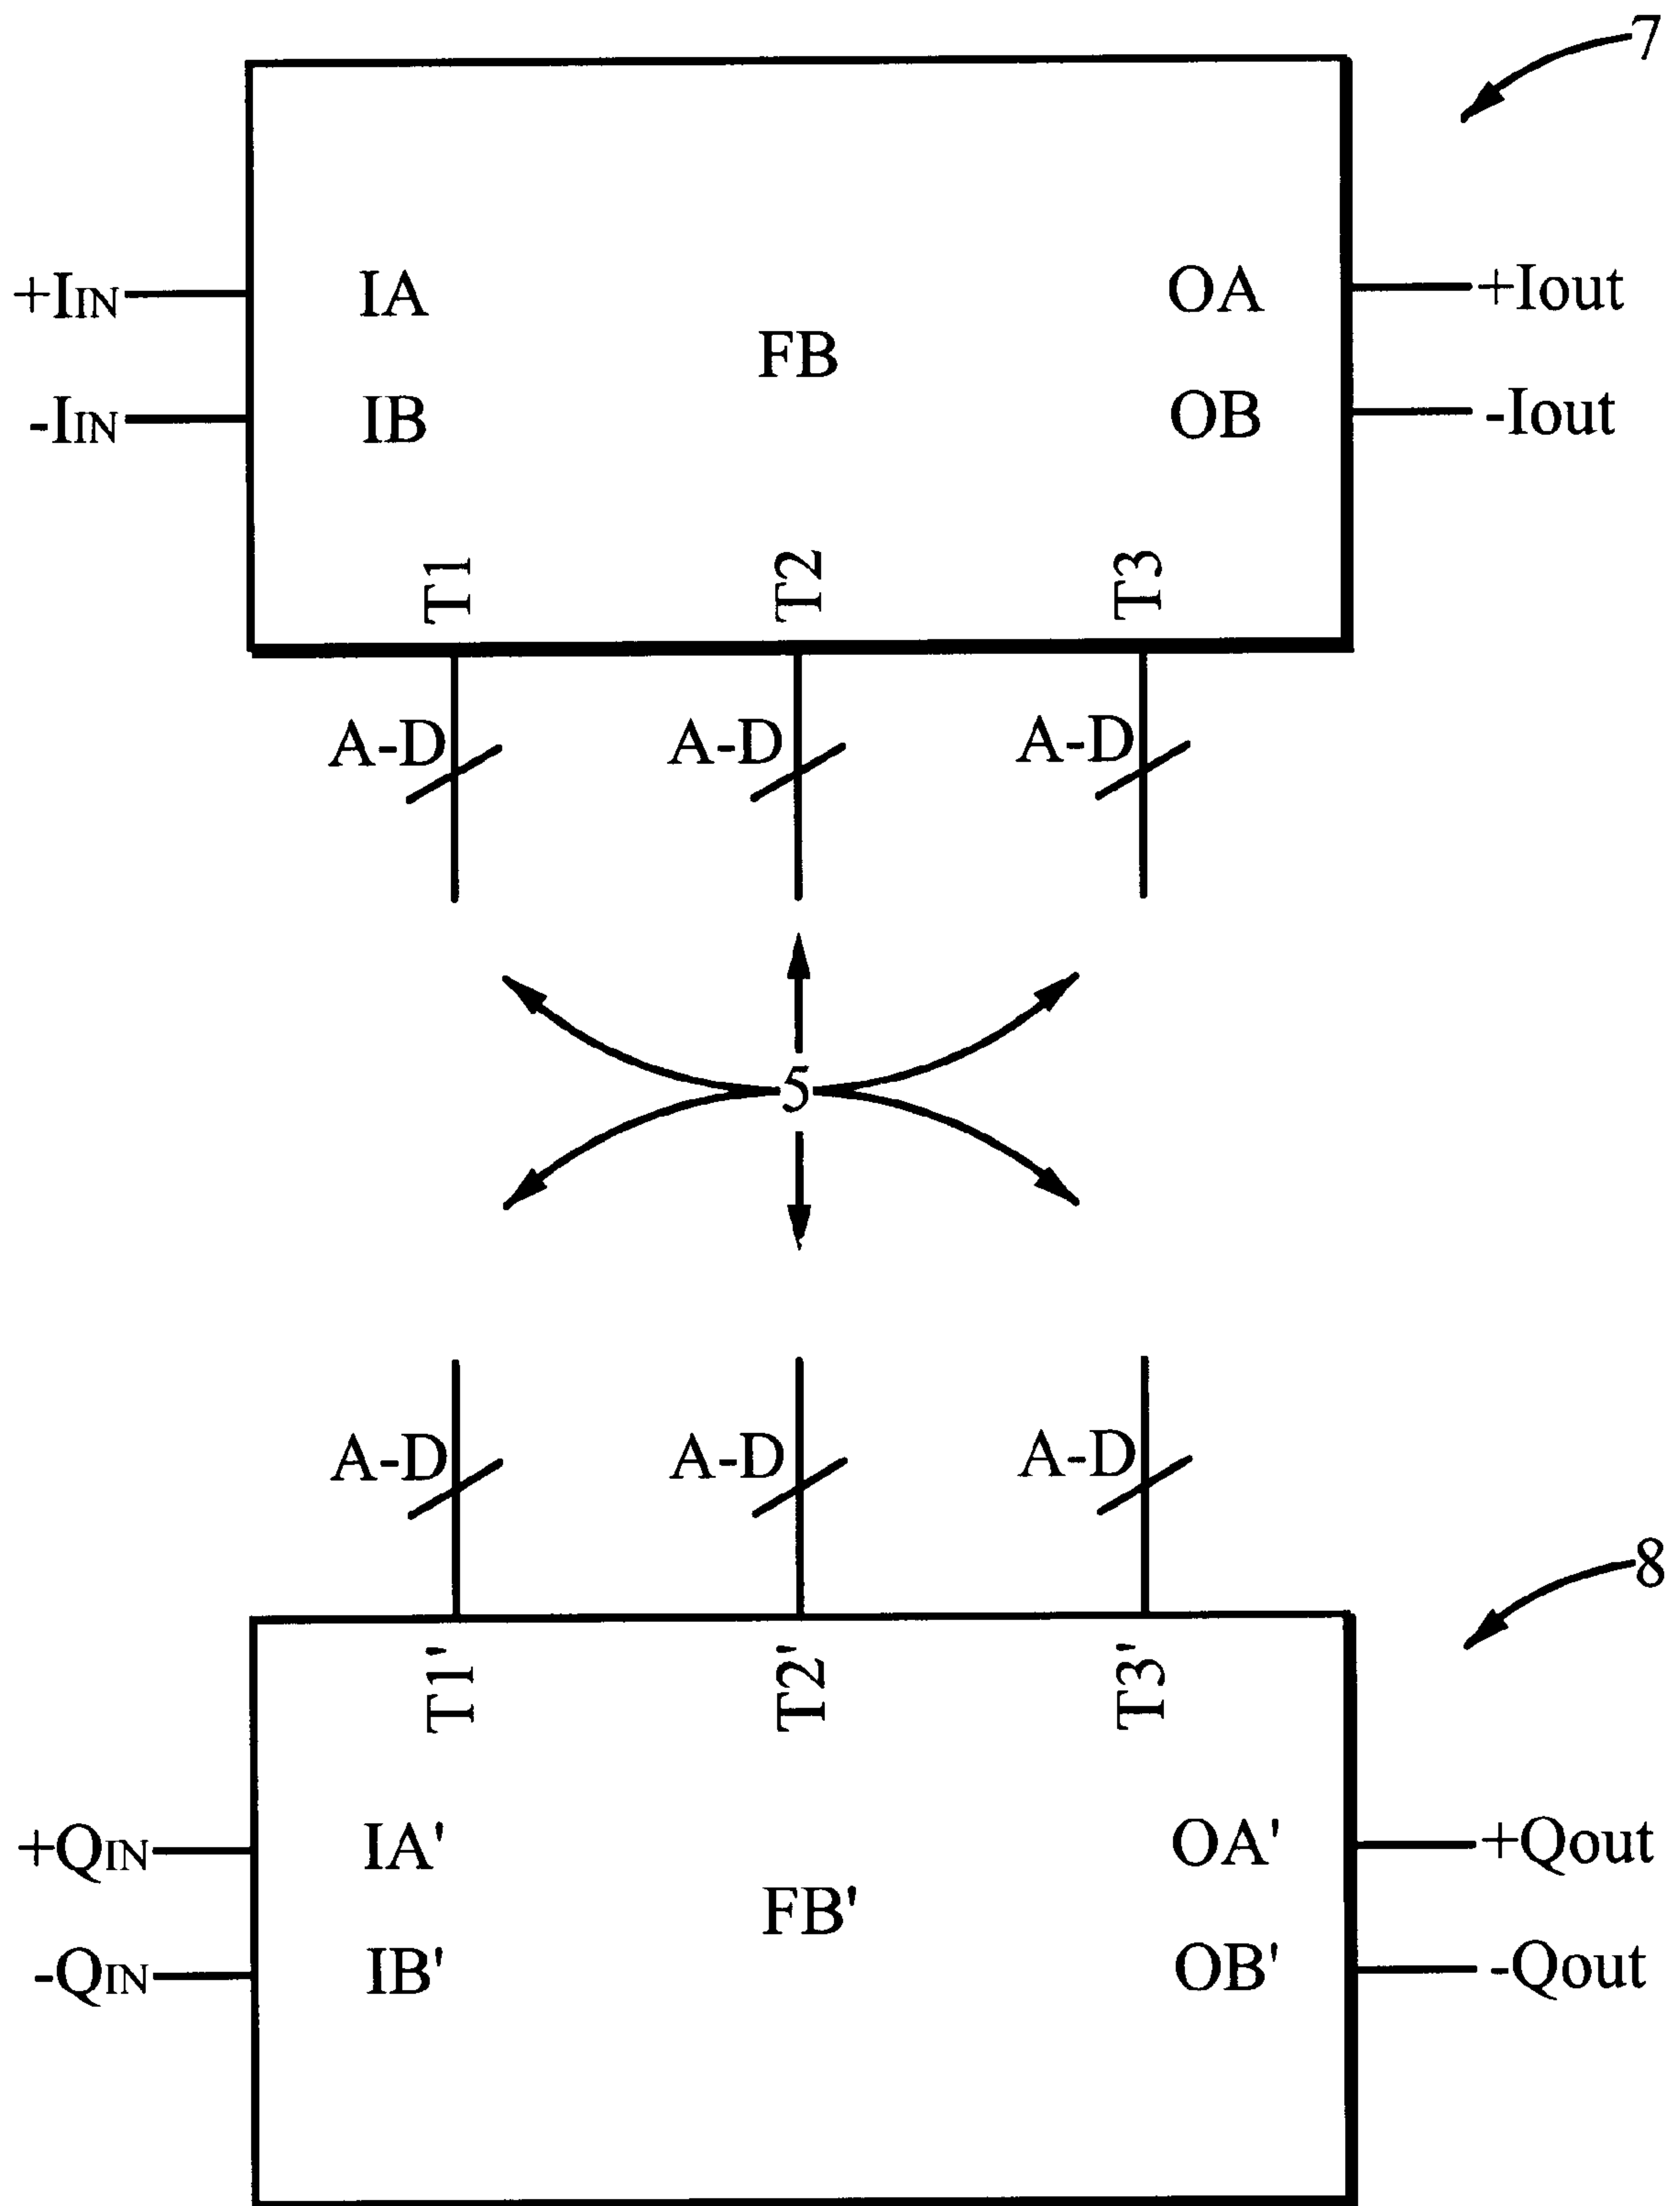 7
+IIN IA OA +Iout
FB
-IIN IB OB -Iout
T1 T2 T3
A-D A-D A-D
5
A-D A-D A-D
8
T1' T2' T3'
+QIN IA' OA' +Qout
FB'
-QIN IB' OB' -Qout